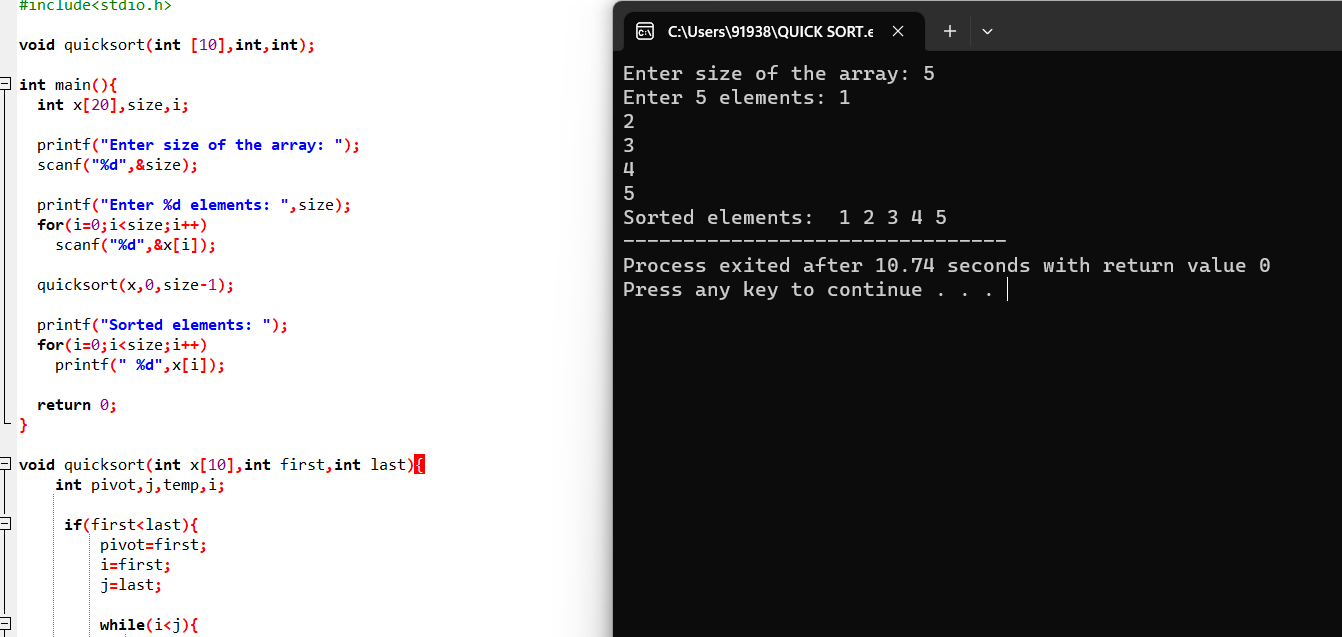 #include<stdio.h>
void quicksort(int [10],int,int);
int main(){
int x[20],size,i;
printf("Enter size of the array: ");
scanf("%d",&size);
printf("Enter %d elements: ",size);
for(i=0;i<size;i++)
scanf("%d",&x[i]);
quicksort(x,0,size-1);
printf("Sorted elements: ");
for(i=0;i<size;i++)
printf(" %d",x[i]);
return 0;
}
void quicksort(int x[10],int first,int last){
int pivot,j,temp,i;
if(first<last){
pivot=first;
i=first;
j=last;
while(i<j){
C:\Users\91938\QUICK SORT.e
Enter size of the array: 5
Enter 5 elements: 1
2
3
4
5
Sorted elements:  1 2 3 4 5
--------------------------------
Process exited after 10.74 seconds with return value 0
Press any key to continue . . .